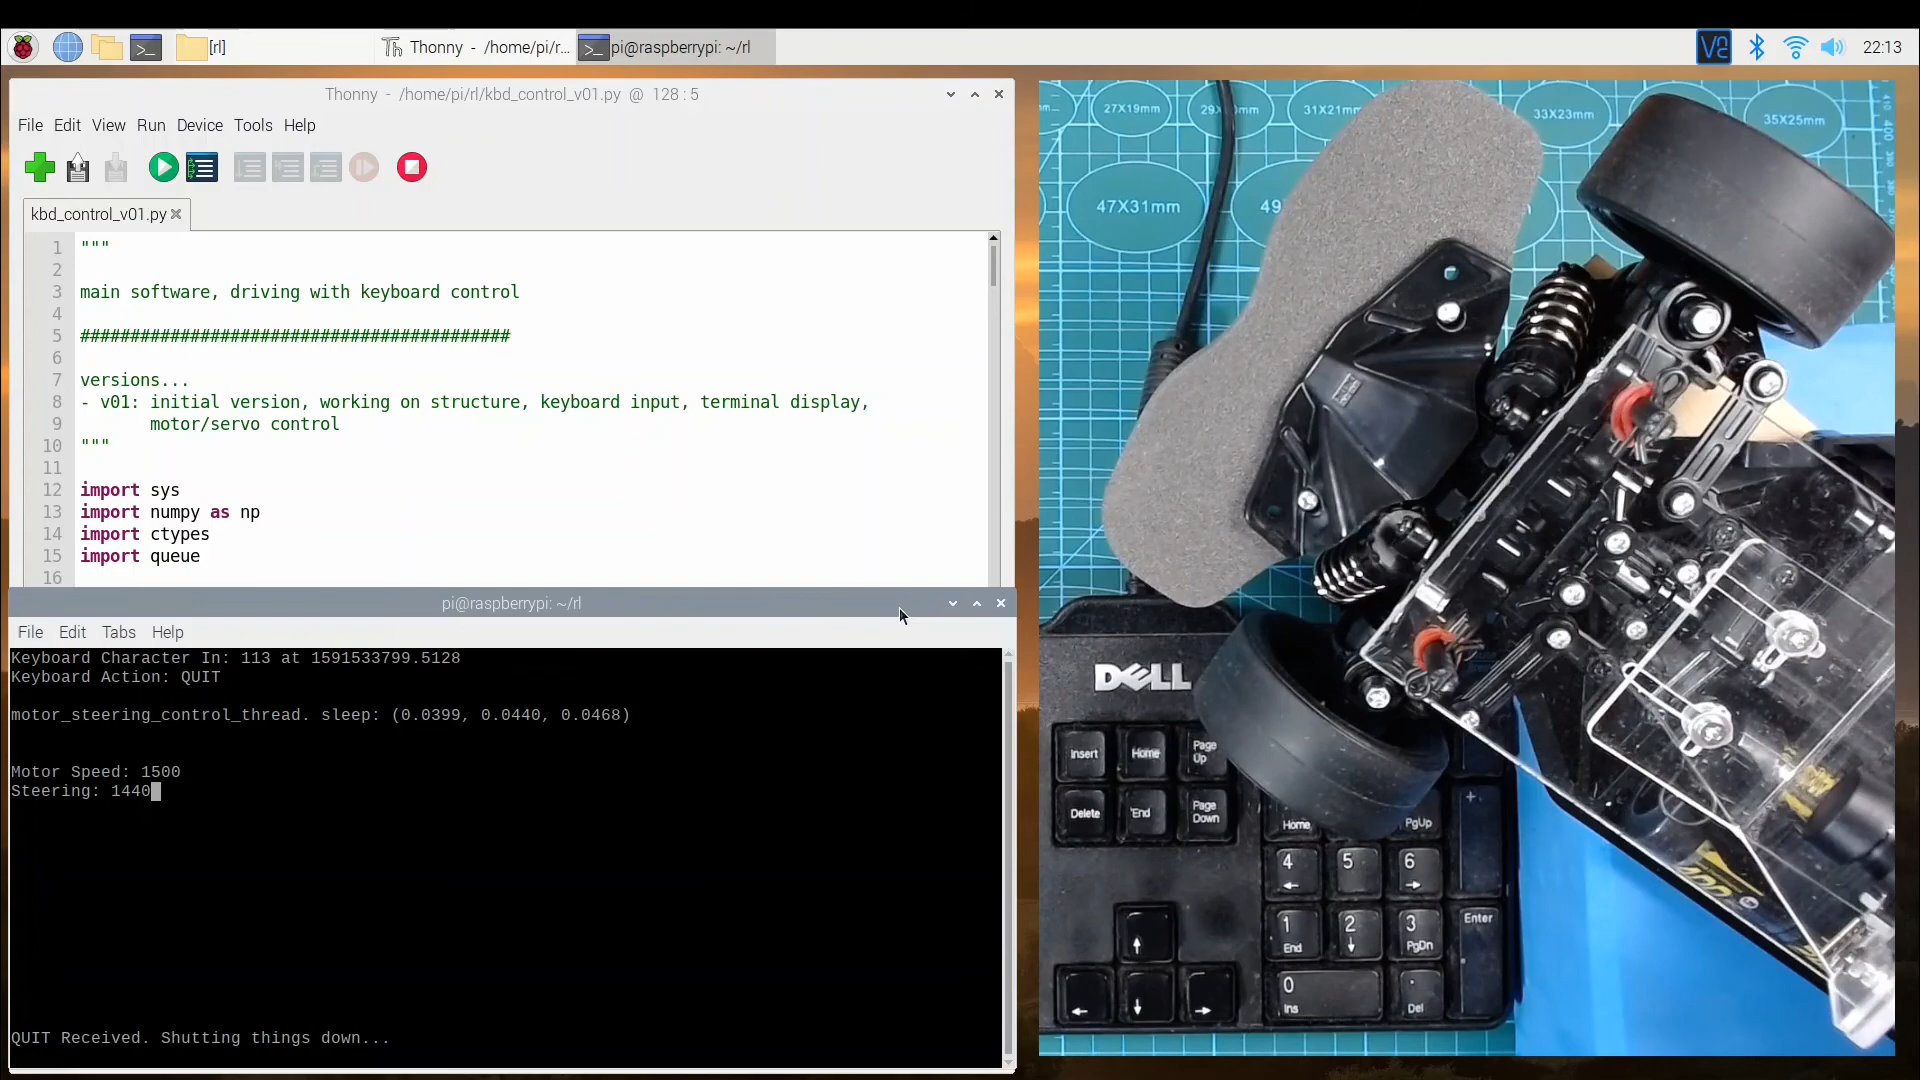 [rl]
Thonny - /home/pi/r...
pi@raspberrypi: ~/rl
22:13
Thonny - /home/pi/rl/kbd_control_v01.py @ 128 : 5
File Edit View Run Device Tools Help
kbd_control_v01.py
1 """
2
3 main software, driving with keyboard control
4
5 ###########################################
6
7 versions...
8 - v01: initial version, working on structure, keyboard input, terminal display,
9 motor/servo control
10 """
11
12 import sys
13 import numpy as np
14 import ctypes
15 import queue
16
pi@raspberrypi: ~/rl
File Edit Tabs Help
Keyboard Character In: 113 at 1591533799.5128
Keyboard Action: QUIT
motor_steering_control_thread. sleep: (0.0399, 0.0440, 0.0468)
Motor Speed: 1500
Steering: 1440
QUIT Received. Shutting things down...
27X19mm
31X21mm
33X23mm
35X25mm
47X31mm
49
410
400
390
380
DELL
Insert Home Page Up
Delete End Page Down
Home PgUp +
4 5 6
1 End 2 3 PgDn Enter
0 Ins . Del